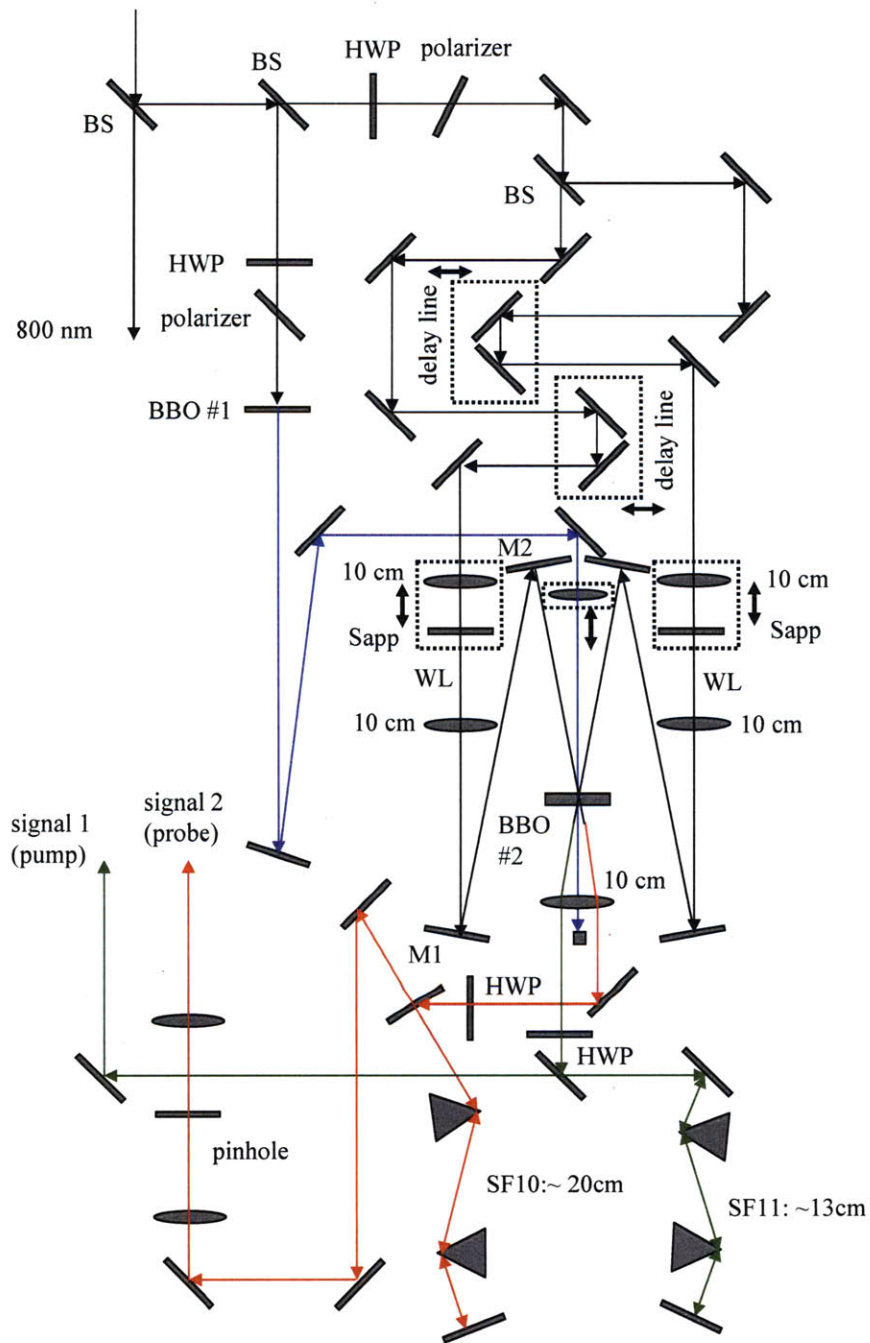 HWP polarizer
BS
BS
BS
HWP
polarizer
800 nm
delay line
BBO #1
delay line
M2
10 cm
10 cm
Sapp
Sapp
WL
WL
10 cm
10 cm
signal 2
(probe)
signal 1
(pump)
BBO
#2
10 cm
M1
HWP
HWP
pinhole
SF10:~ 20cm
SF11: ~13cm